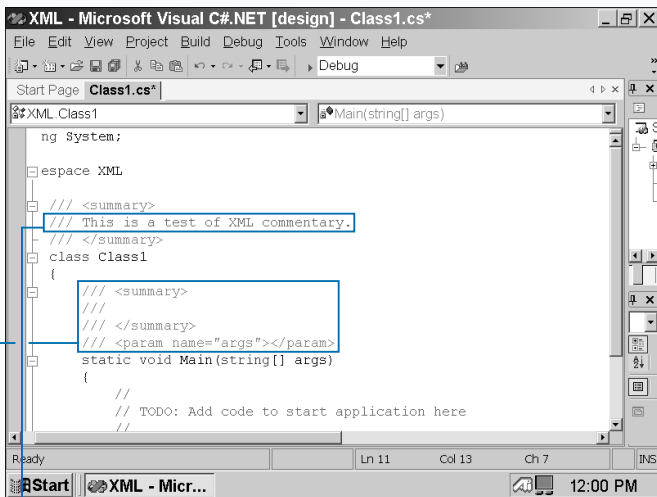 XML - Microsoft Visual C#.NET [design] - Class1.cs*
File Edit View Project Build Debug Tools Window Help
Debug
Start Page Class1.cs*
XML.Class1 Main(string[] args)
ng System;
espace XML
/// <summary>
/// This is a test of XML commentary.
/// </summary>
class Class1
{
/// <summary>
///
/// </summary>
/// <param name="args"></param>
static void Main(string[] args)
{
//
// TODO: Add code to start application here
//
Ready Ln 11 Col 13 Ch 7 INS
Start XML - Micr... 12:00 PM